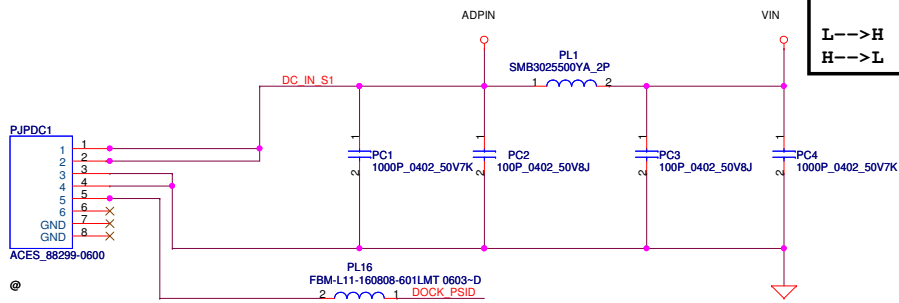 ADPIN
VIN
L-->H
H-->L
PL1
SMB3025500YA_2P
1
2
DC_IN_S1
PJPDC1
1
1
2
2
3
3
4
4
5
5
6
6
GND
7
GND
8
ACES_88299-0600
@
1
PC1
1000P_0402_50V7K
2
1
PC2
100P_0402_50V8J
2
1
PC3
100P_0402_50V8J
2
1
PC4
1000P_0402_50V7K
2
PL16
FBM-L11-160808-601LMT 0603~D
2
1
DOCK_PSID